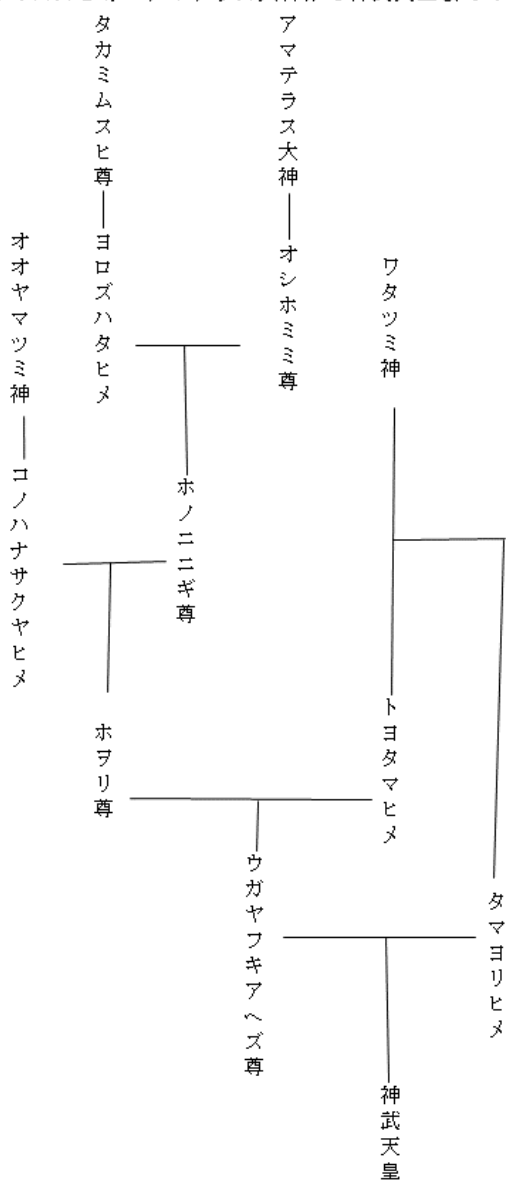 タカミムスヒ尊
ヨロズハタヒメ
アマテラス大神
オシホミミ尊
オオヤマツミ神
コノハナサクヤヒメ
ホノニニギ尊
ワタツミ神
ホヲリ尊
トヨタマヒメ
ウガヤフキアヘズ尊
タマヨリヒメ
神武天皇